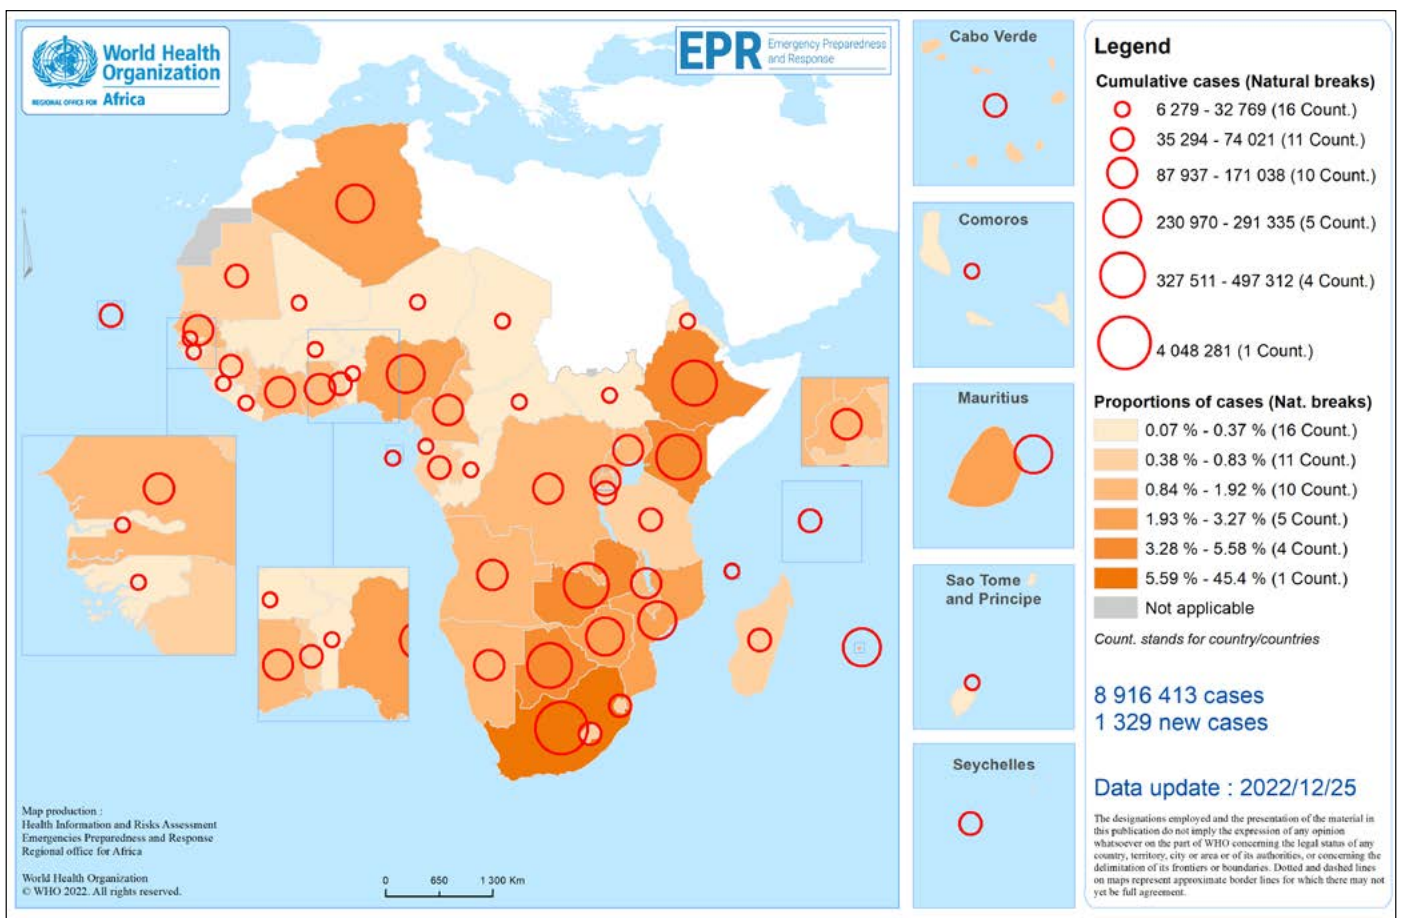 World Health
Organization
REGIONAL OFFICE FOR Africa
EPR Emergency Preparedness
and Response
Map production :
Health Information and Risks Assessment
Emergencies Preparedness and Response
Regional office for Africa
World Health Organization
© WHO 2022. All rights reserved.
0 650 1 300 Km
Cabo Verde
Comoros
Mauritius
Sao Tome
and Principe
Seychelles
Legend
Cumulative cases (Natural breaks)
6 279 - 32 769 (16 Count.)
35 294 - 74 021 (11 Count.)
87 937 - 171 038 (10 Count.)
230 970 - 291 335 (5 Count.)
327 511 - 497 312 (4 Count.)
4 048 281 (1 Count.)
Proportions of cases (Nat. breaks)
0.07 % - 0.37 % (16 Count.)
0.38 % - 0.83 % (11 Count.)
0.84 % - 1.92 % (10 Count.)
1.93 % - 3.27 % (5 Count.)
3.28 % - 5.58 % (4 Count.)
5.59 % - 45.4 % (1 Count.)
Not applicable
Count. stands for country/countries
8 916 413 cases
1 329 new cases
Data update : 2022/12/25
The designations employed and the presentation of the material in
this publication do not imply the expression of any opinion
whatsoever on the part of WHO concerning the legal status of any
country, territory, city or area or of its authorities, or concerning the
delimitation of its frontiers or boundaries. Dotted and dashed lines
on maps represent approximate border lines for which there may not
yet be full agreement.